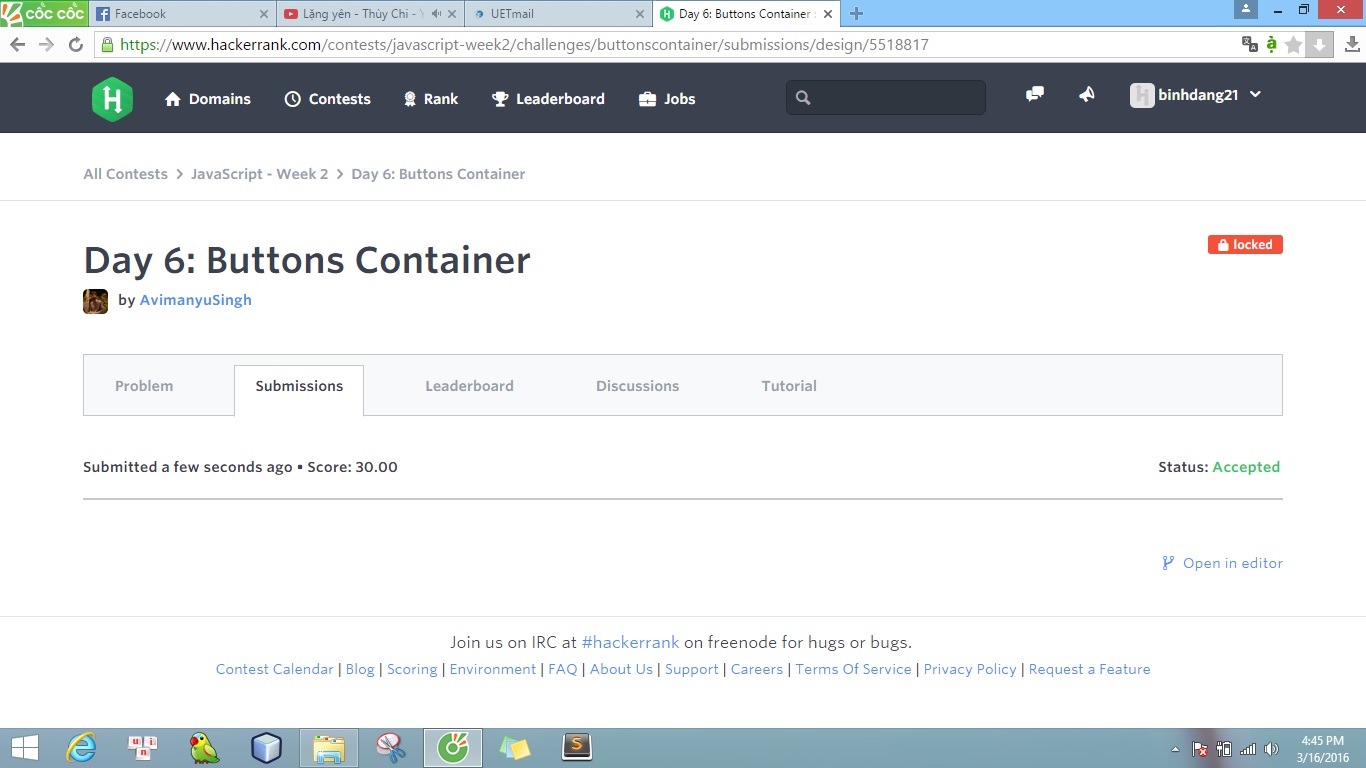 cốc cốc
Facebook
Lặng yên - Thùy Chi - Y
UETmail
Day 6: Buttons Container s
https://www.hackerrank.com/contests/javascript-week2/challenges/buttonscontainer/submissions/design/5518817
H Domains Contests Rank Leaderboard Jobs binhdang21
All Contests > JavaScript - Week 2 > Day 6: Buttons Container
Day 6: Buttons Container
locked
by AvimanyuSingh
Problem Submissions Leaderboard Discussions Tutorial
Submitted a few seconds ago • Score: 30.00
Status: Accepted
Open in editor
Join us on IRC at #hackerrank on freenode for hugs or bugs.
Contest Calendar | Blog | Scoring | Environment | FAQ | About Us | Support | Careers | Terms Of Service | Privacy Policy | Request a Feature
u n i
S
4:45 PM
3/16/2016